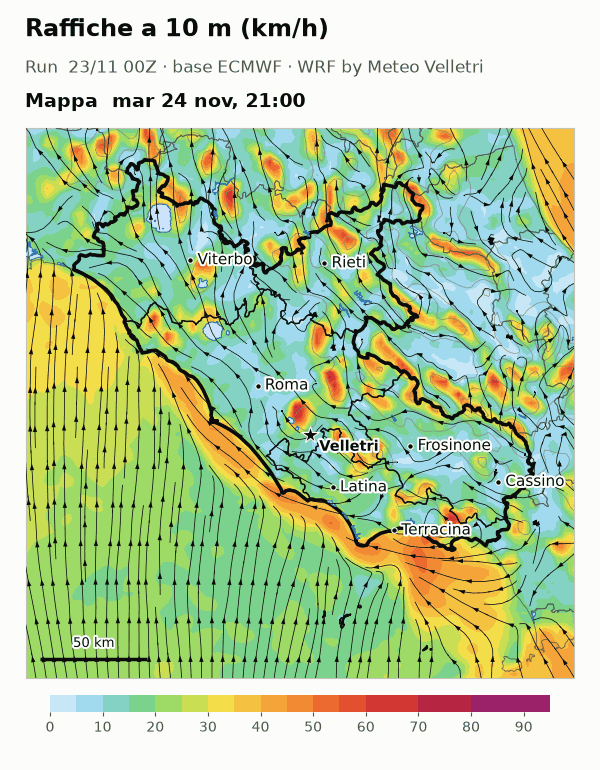 Raffiche a 10 m (km/h)
Run  23/11 00Z · base ECMWF · WRF by Meteo Velletri
Mappa  mar 24 nov, 21:00
Viterbo
Rieti
Roma
Velletri
Frosinone
Cassino
Latina
Terracina
50 km
0 10 20 30 40 50 60 70 80 90